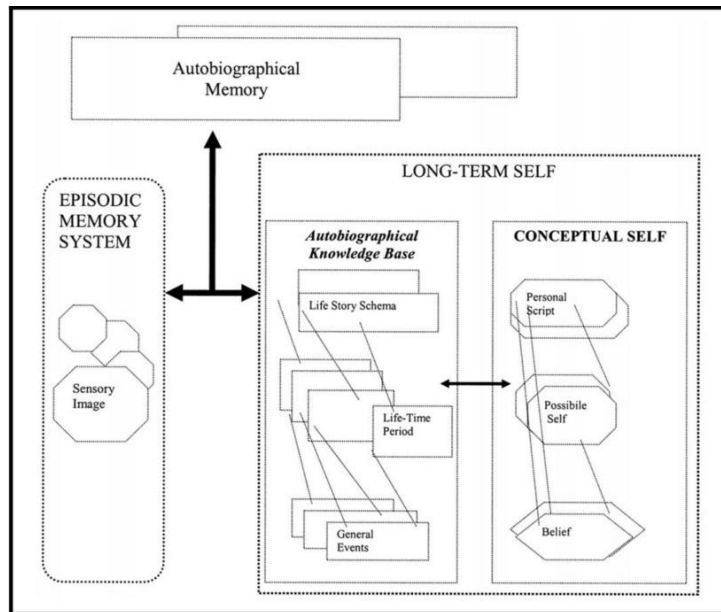 Autobiographical
Memory
EPISODIC
MEMORY
SYSTEM
Sensory
Image
LONG-TERM SELF
Autobiographical
Knowledge Base
Life Story Schema
Life-Time
Period
General
Events
CONCEPTUAL SELF
Personal
Script
Possibile
Self
Belief